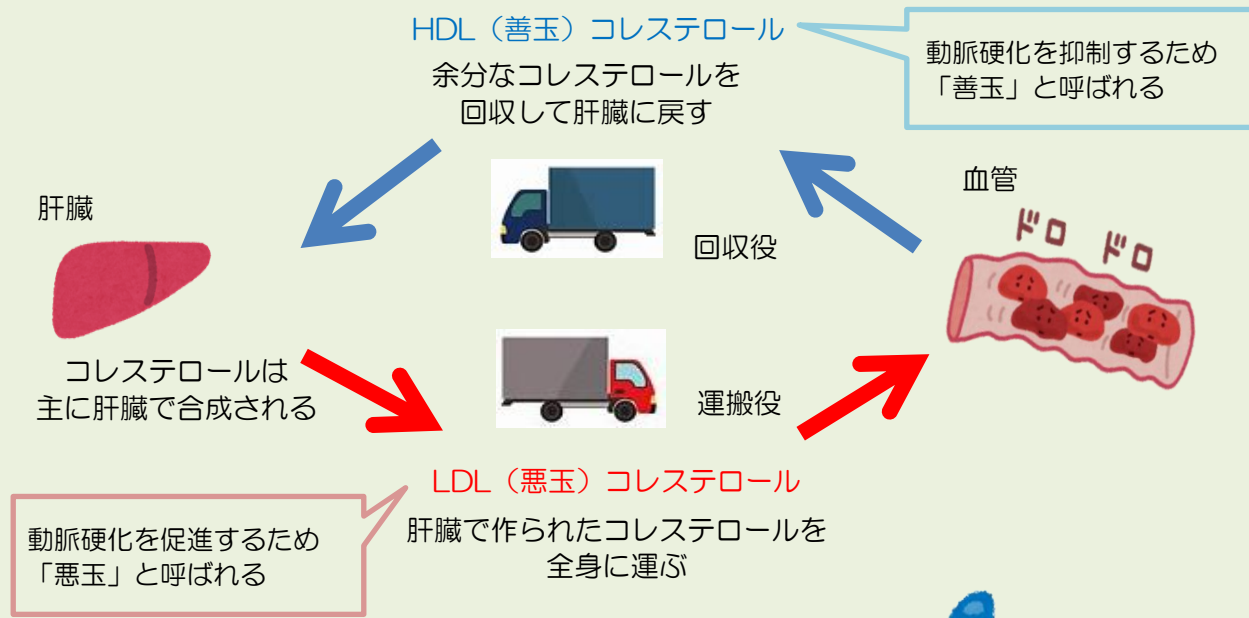 HDL（善玉）コレステロール
余分なコレステロールを
回収して肝臓に戻す
動脈硬化を抑制するため
「善玉」と呼ばれる
肝臓
回収役
血管
ドロ ドロ
コレステロールは
主に肝臓で合成される
運搬役
LDL（悪玉）コレステロール
肝臓で作られたコレステロールを
全身に運ぶ
動脈硬化を促進するため
「悪玉」と呼ばれる